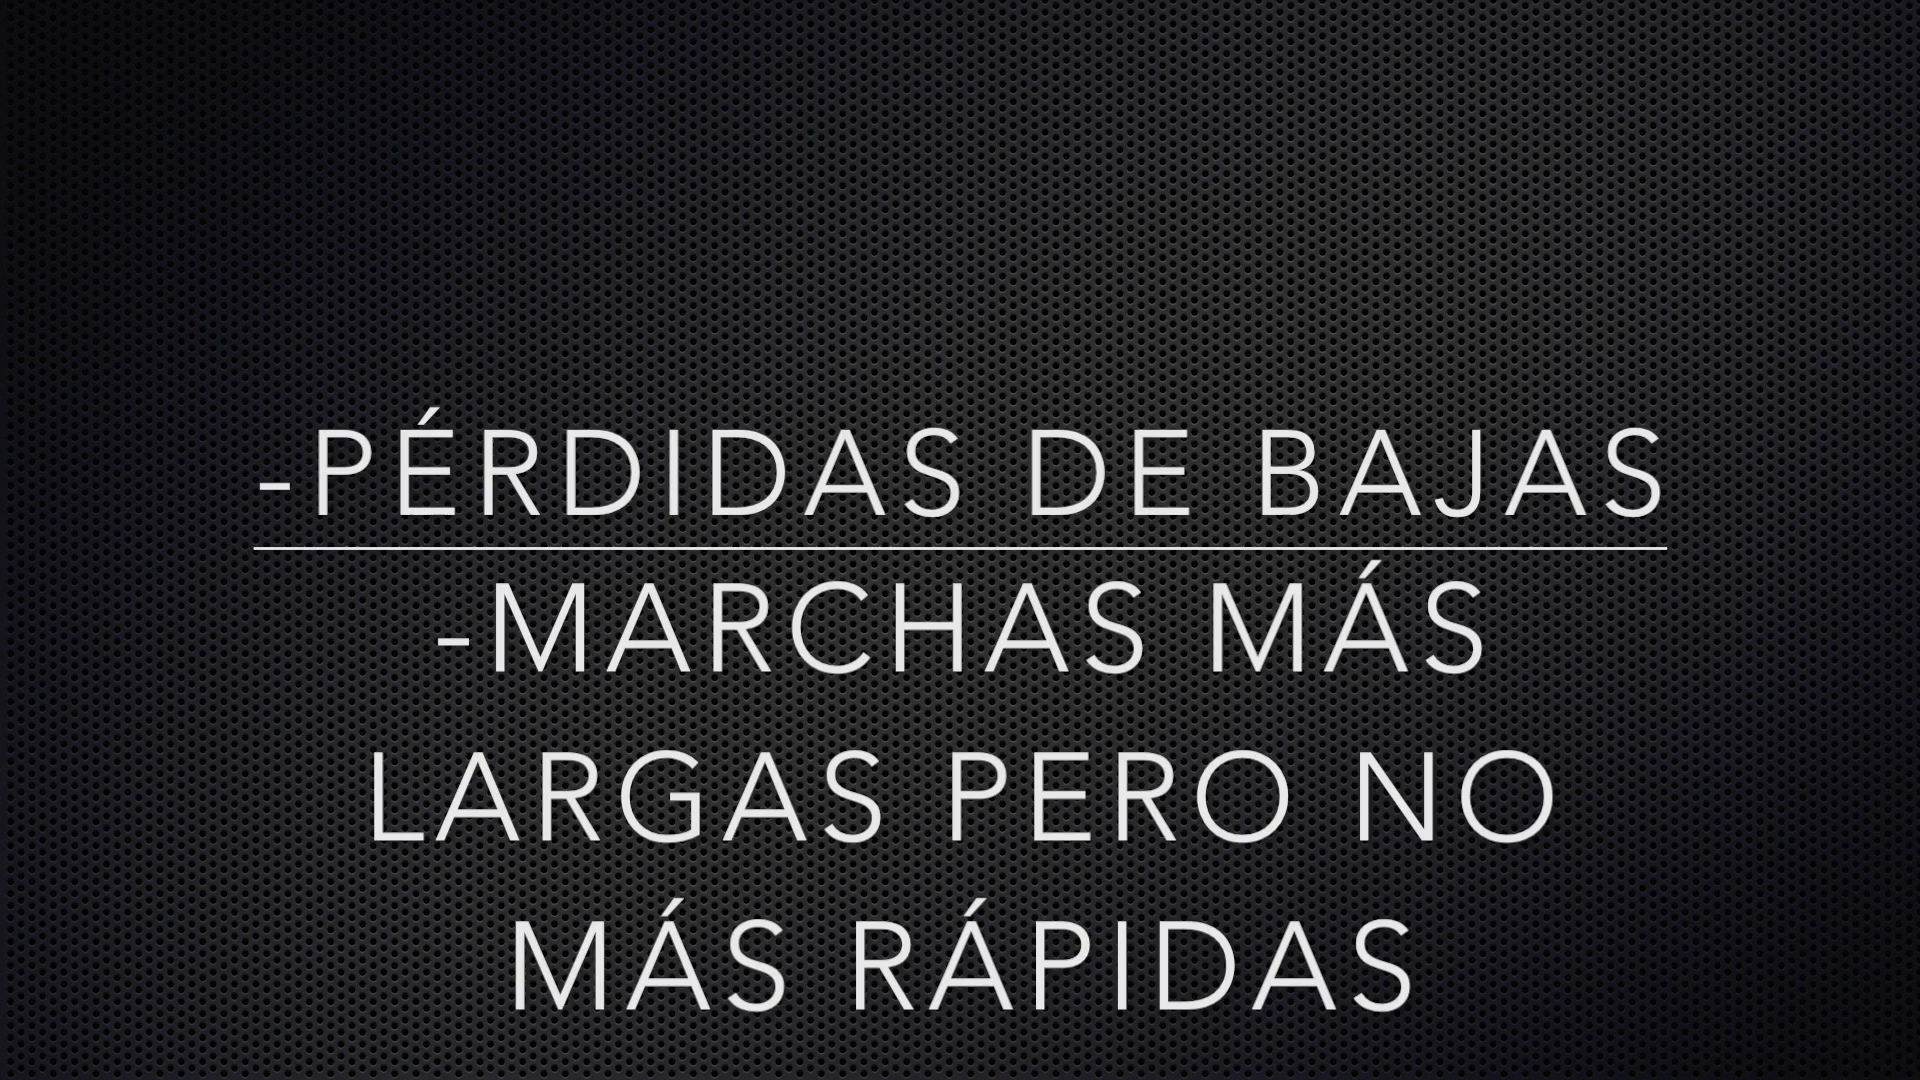 -PÉRDIDAS DE BAJAS
-MARCHAS MÁS
LARGAS PERO NO
MÁS RÁPIDAS